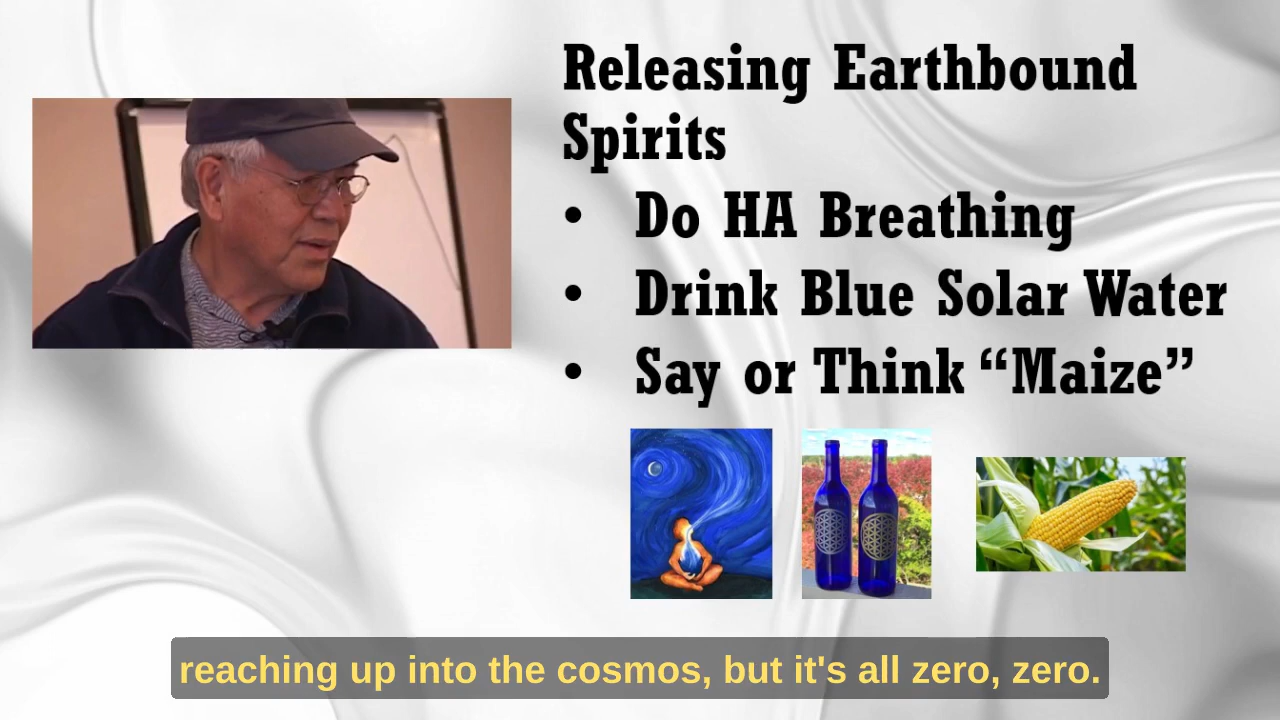 Releasing Earthbound
Spirits
• Do HA Breathing
• Drink Blue Solar Water
• Say or Think “Maize”
reaching up into the cosmos, but it's all zero, zero.